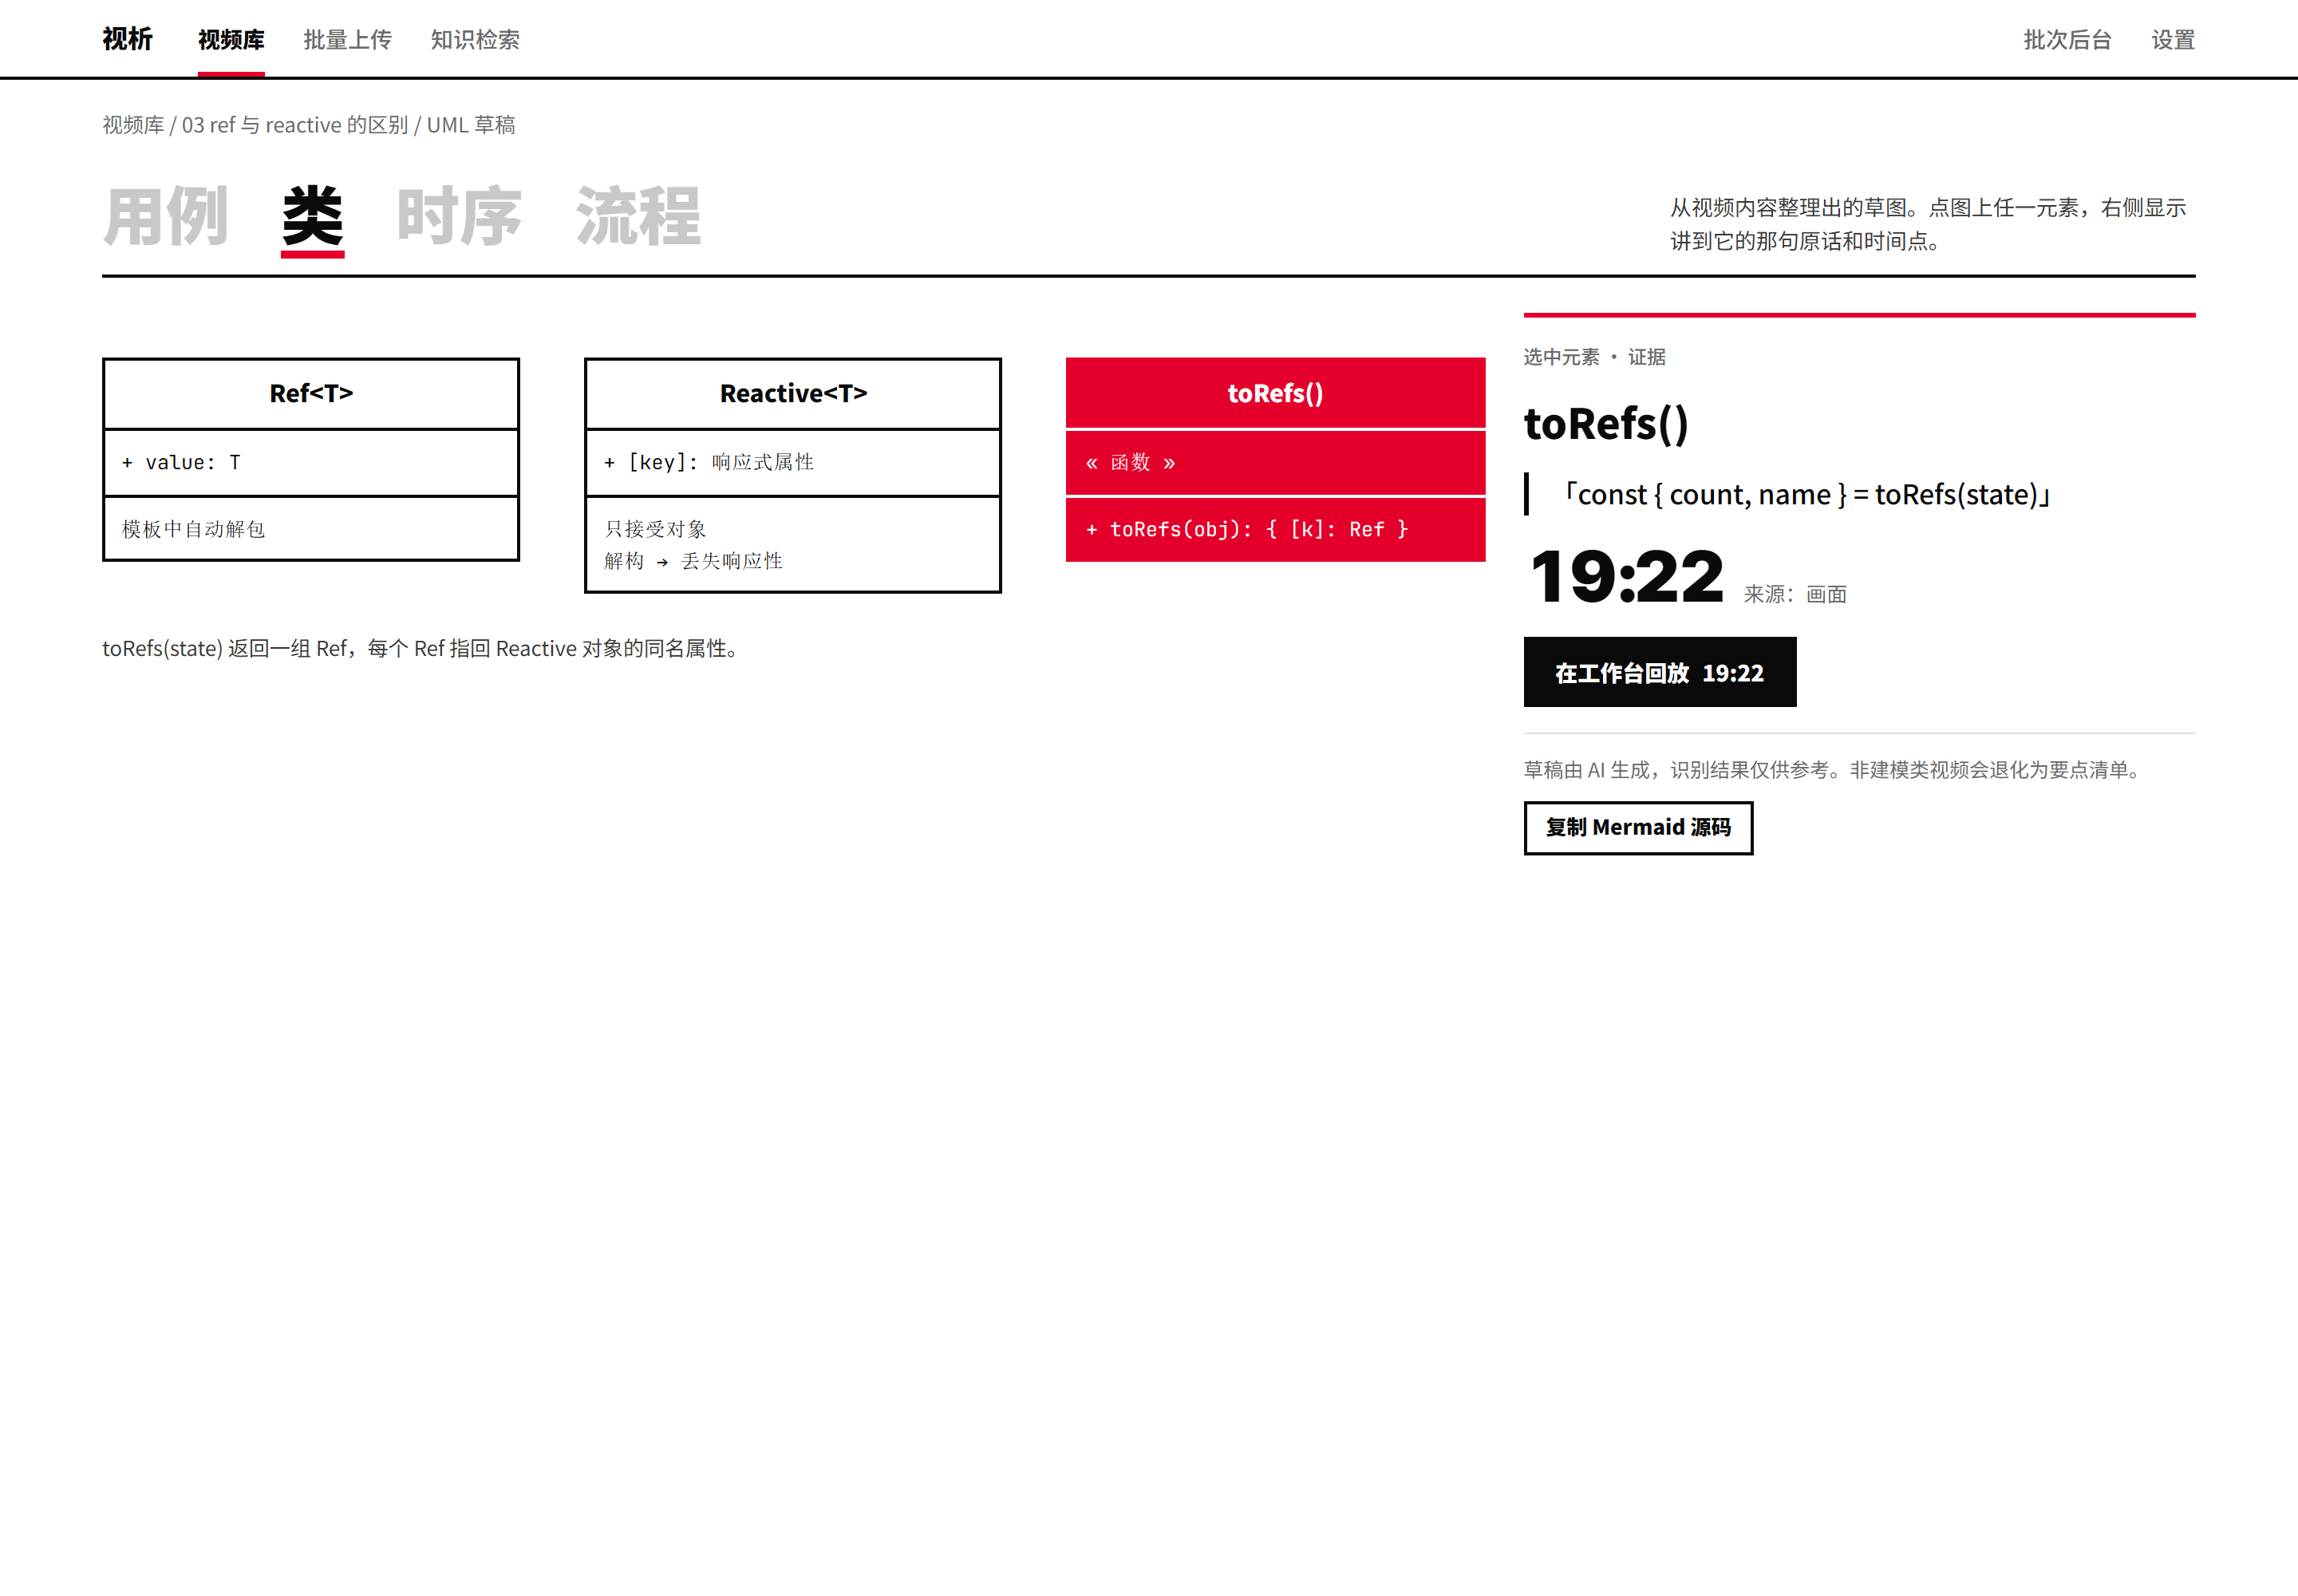 视析 视频库 批量上传 知识检索 批次后台 设置
视频库 / 03 ref 与 reactive 的区别 / UML 草稿
用例 类 时序 流程
从视频内容整理出的草图。点图上任一元素，右侧显示
讲到它的那句原话和时间点。
Ref<T>
+ value: T
模板中自动解包
Reactive<T>
+ [key]: 响应式属性
只接受对象
解构 → 丢失响应性
toRefs()
« 函数 »
+ toRefs(obj): { [k]: Ref }
toRefs(state) 返回一组 Ref，每个 Ref 指回 Reactive 对象的同名属性。
选中元素 · 证据
toRefs()
「const { count, name } = toRefs(state)」
19:22 来源：画面
在工作台回放 19:22
草稿由 AI 生成，识别结果仅供参考。非建模类视频会退化为要点清单。
复制 Mermaid 源码